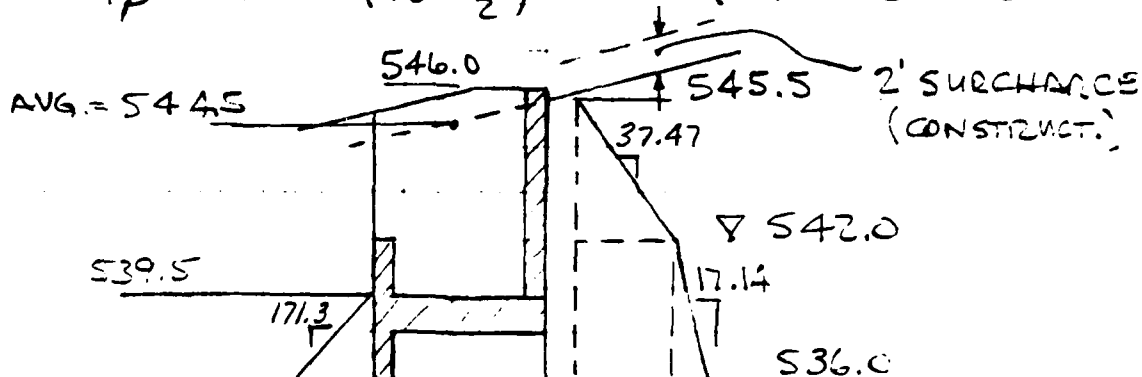 546.0
AVG. = 544.5
545.5
2' SURCHARGE
(CONSTRUCT.)
37.47
∇ 542.0
539.5
17.14
171.3
536.0